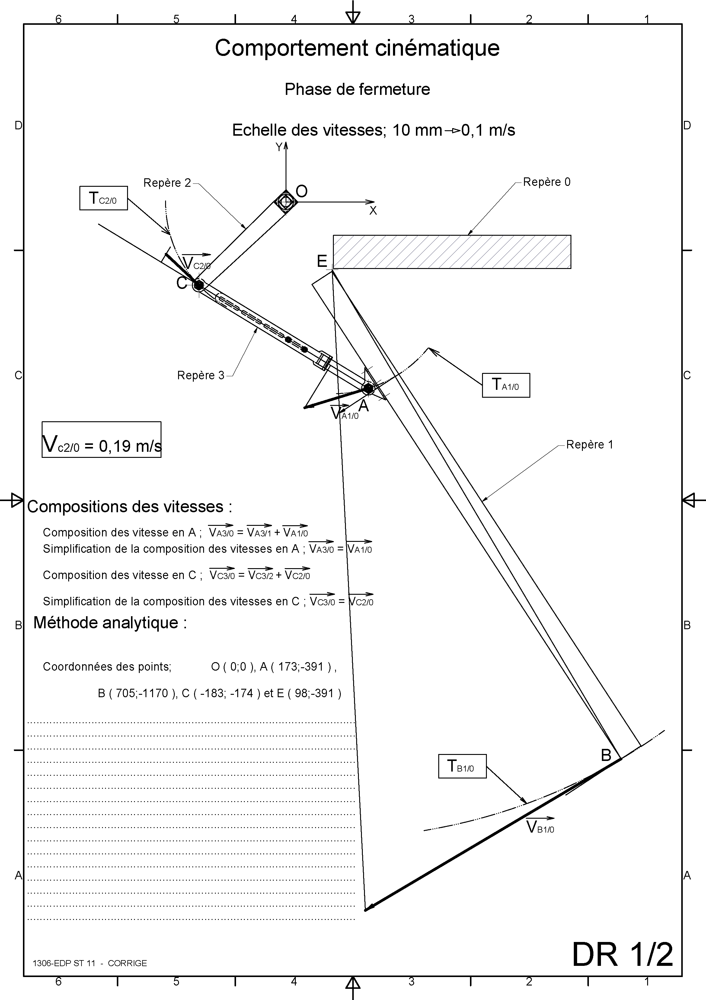 6 5 4 3 2 1
Comportement cinématique
Phase de fermeture
D D
Echelle des vitesses; 10 mm→0,1 m/s
Y
Repère 2
Repère 0
O
TC2/0
X
VC2/0
E
C
Repère 3
C C
TA1/0
A
VA1/0
Vc2/0 = 0,19 m/s
Repère 1
Compositions des vitesses :
Composition des vitesse en A ; VA3/0 = VA3/1 + VA1/0
Simplification de la composition des vitesses en A ; VA3/0 = VA1/0
Composition des vitesse en C ; VC3/0 = VC3/2 + VC2/0
Simplification de la composition des vitesses en C ; VC3/0 = VC2/0
B B
Méthode analytique :
Coordonnées des points; O ( 0;0 ), A ( 173;-391 ) ,
B ( 705;-1170 ), C ( -183; -174 ) et E ( 98;-391 )
B
TB1/0
VB1/0
A A
DR 1/2
1306-EDP ST 11 - CORRIGE
6 5 4 3 2 1